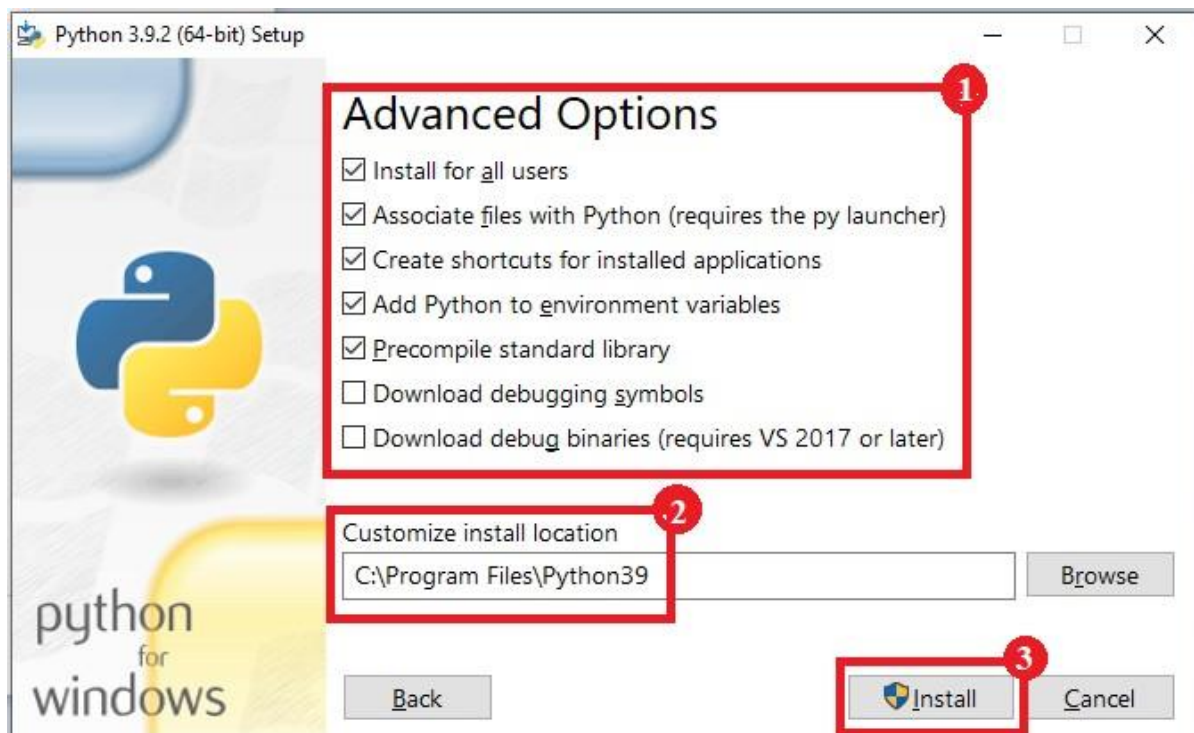 Python 3.9.2 (64-bit) Setup
1
Advanced Options
Install for all users
Associate files with Python (requires the py launcher)
Create shortcuts for installed applications
Add Python to environment variables
Precompile standard library
Download debugging symbols
Download debug binaries (requires VS 2017 or later)
2
Customize install location
C:\Program Files\Python39
Browse
python
for
windows
3
Back
Install
Cancel